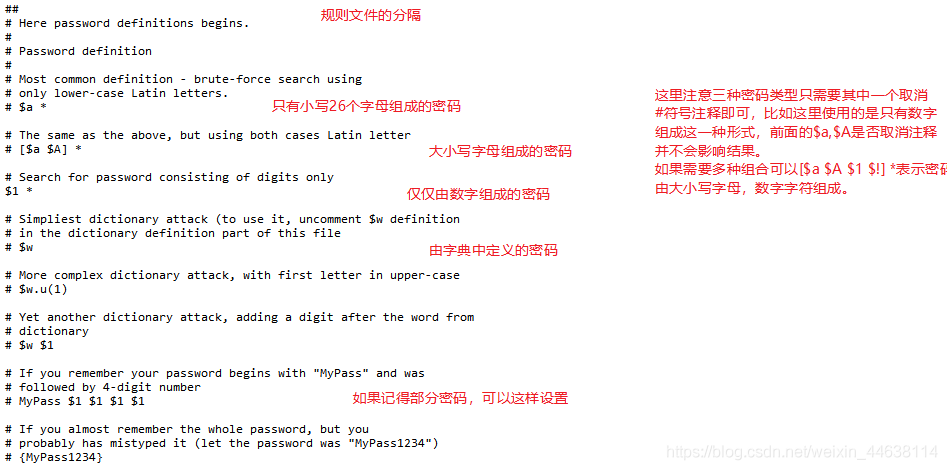 ##
# Here password definitions begins.
规则文件的分隔
#
# Password definition
#
# Most common definition - brute-force search using
# only lower-case Latin letters.
# $a *
只有小写26个字母组成的密码
# The same as the above, but using both cases Latin letter
# [$a $A] *
大小写字母组成的密码
# Search for password consisting of digits only
$1 *
仅仅由数字组成的密码
# Simpliest dictionary attack (to use it, uncomment $w definition
# in the dictionary definition part of this file
# $w
由字典中定义的密码
# More complex dictionary attack, with first letter in upper-case
# $w.u(1)
# Yet another dictionary attack, adding a digit after the word from
# dictionary
# $w $1
# If you remember your password begins with "MyPass" and was
# followed by 4-digit number
# MyPass $1 $1 $1 $1
如果记得部分密码，可以这样设置
# If you almost remember the whole password, but you
# probably has mistyped it (let the password was "MyPass1234")
# {MyPass1234}
这里注意三种密码类型只需要其中一个取消
#符号注释即可，比如这里使用的是只有数字
组成这一种形式，前面的$a,$A是否取消注释
并不会影响结果。
如果需要多种组合可以[$a $A $1 $!] *表示密码
由大小写字母，数字字符组成。
https://blog.csdn.net/weixin_44638114